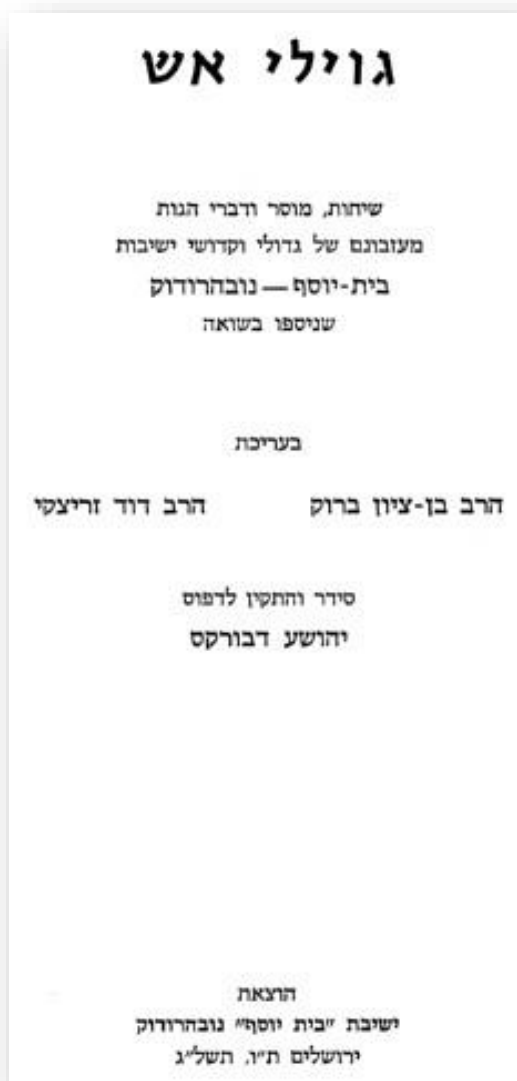 גוילי אש
שיחות, מוסר ודברי הגות
מעזבונם של גדולי וקדושי ישיבות
בית-יוסף — נובהרודוק
שניספו בשואה
בעריכת
הרב בן-ציון ברוק הרב דוד זריצקי
סידר והתקין לדפוס
יהושע דבורקס
הוצאת
ישיבת "בית יוסף" נובהרודוק
ירושלים ת"ו, תשל"ג